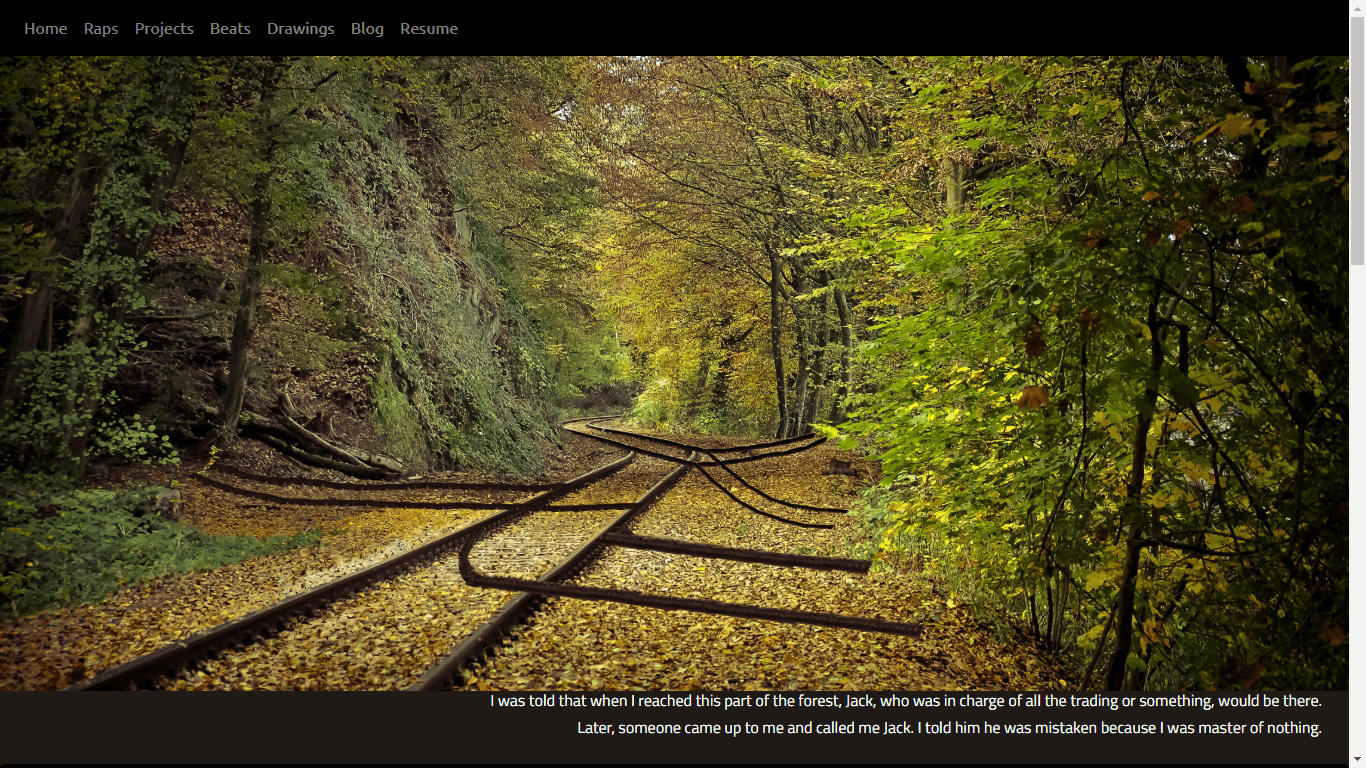 Home Raps Projects Beats Drawings Blog Resume
I was told that when I reached this part of the forest, Jack, who was in charge of all the trading or something, would be there.
Later, someone came up to me and called me Jack. I told him he was mistaken because I was master of nothing.